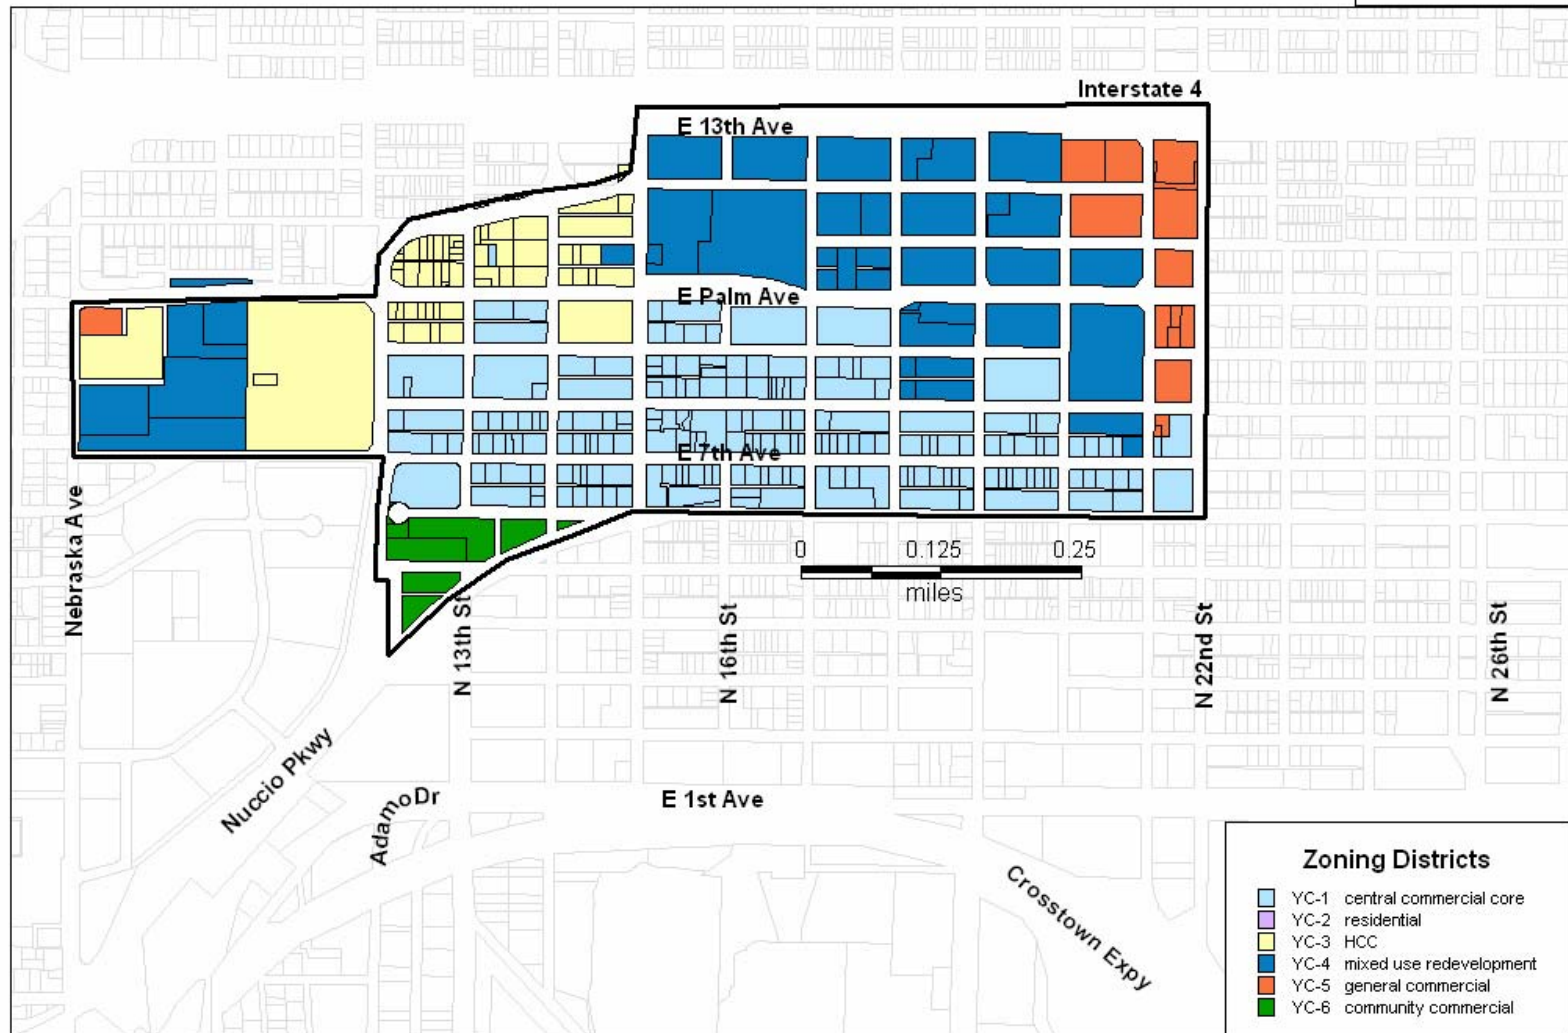 Interstate 4
E 13th Ave
E Palm Ave
E 7th Ave
Nebraska Ave
0 0.125 0.25
miles
N 13th St
N 16th St
N 22nd St
N 26th St
Nuccio Pkwy
Adamo Dr
E 1st Ave
Crosstown Expy
Zoning Districts
YC-1 central commercial core
YC-2 residential
YC-3 HCC
YC-4 mixed use redevelopment
YC-5 general commercial
YC-6 community commercial